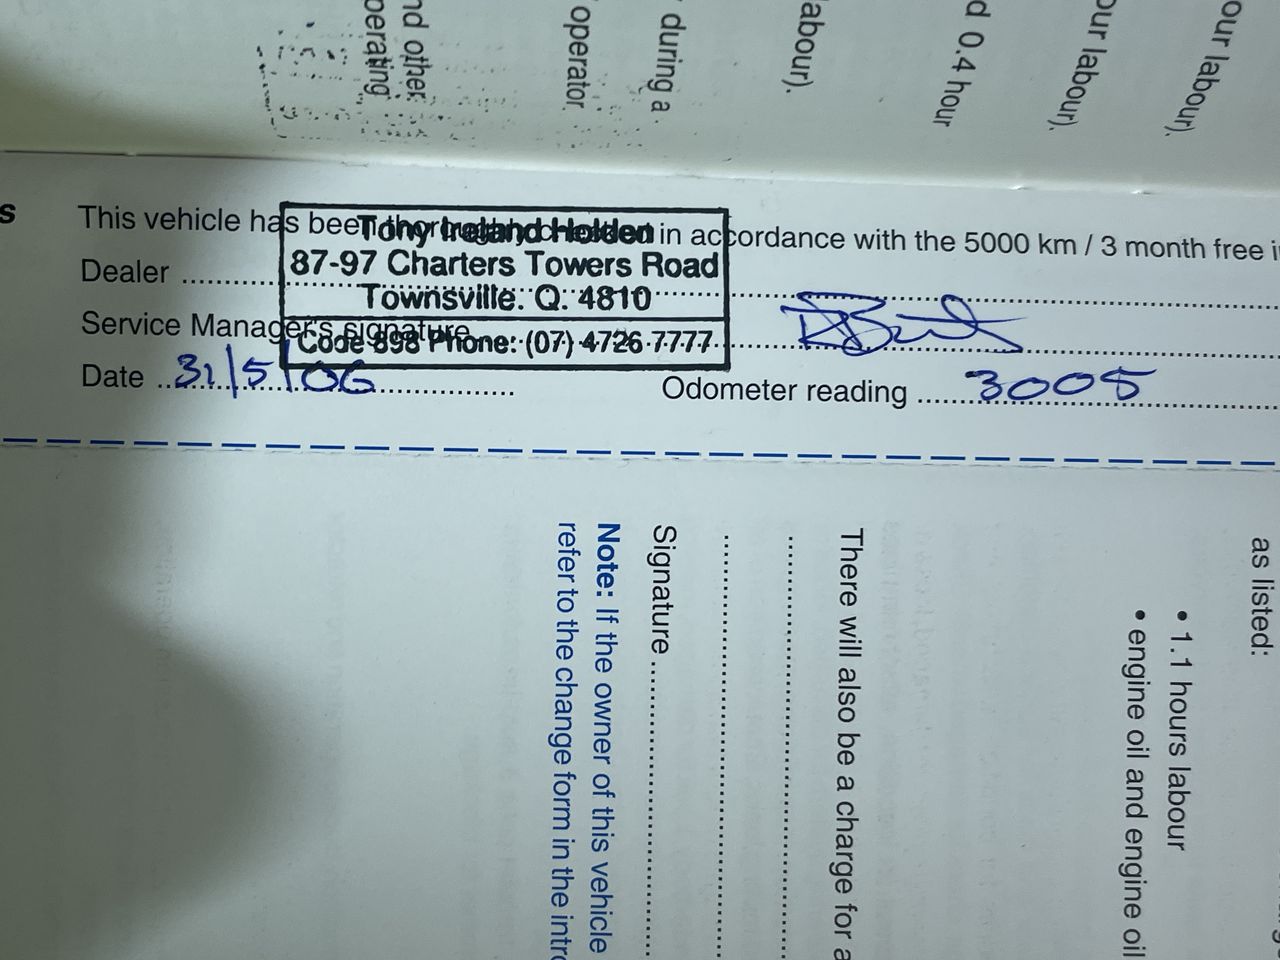 nd other
perating
operator
during a
labour).
d 0.4 hour
our labour).
our labour).
s
This vehicle has been thoroughly checked in accordance with the 5000 km / 3 month free
Tony Ireland Holden
87-97 Charters Towers Road
Townsville. Q. 4810
Code 898 Phone: (07) 4726 7777
Dealer
Service Manager's signature
Date 31/5/06
Odometer reading 3005
as listed:
• 1.1 hours labour
• engine oil and engine oil
There will also be a charge for a
Signature
Note: If the owner of this vehicle
refer to the change form in the intro